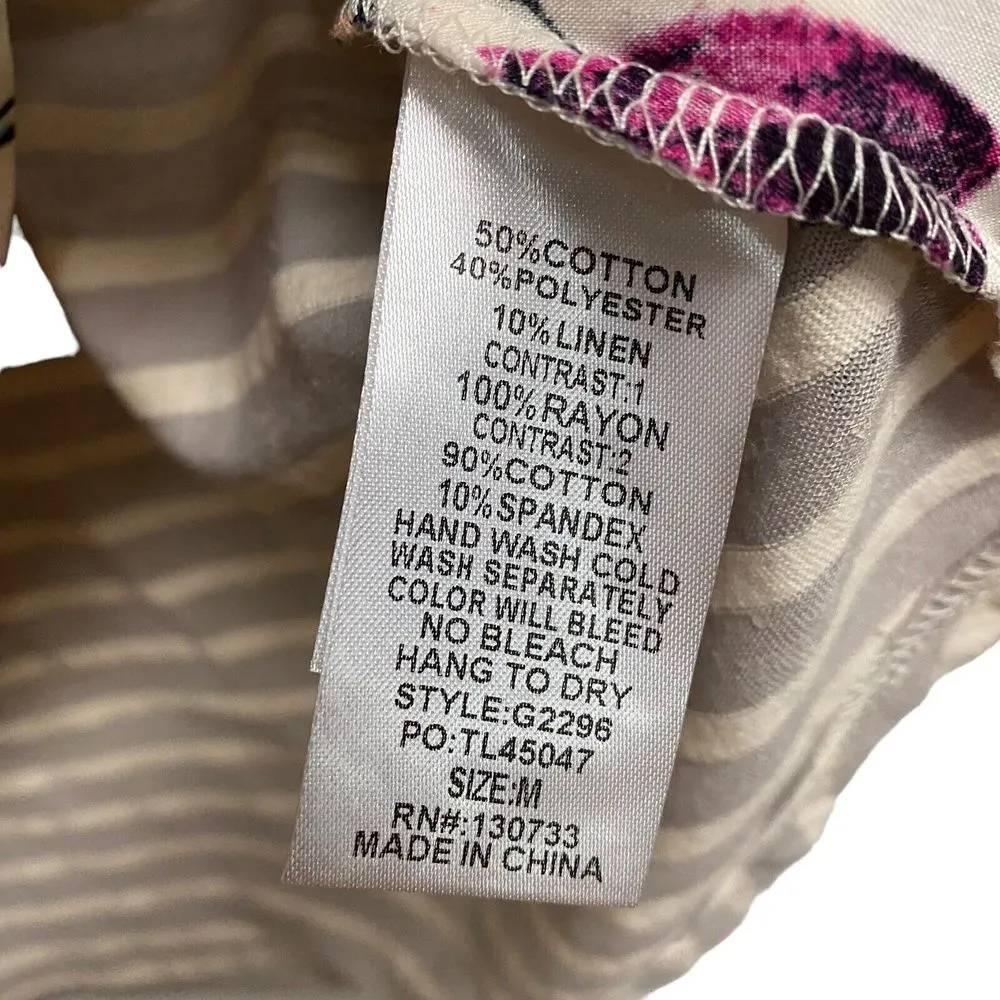 50%COTTON
40%POLYESTER
10%LINEN
CONTRAST:1
100%RAYON
CONTRAST:2
90%COTTON
10%SPANDEX
HAND WASH COLD
WASH SEPARATELY
COLOR WILL BLEED
NO BLEACH
HANG TO DRY
STYLE:G2296
PO:TL45047
SIZE:M
RN#:130733
MADE IN CHINA